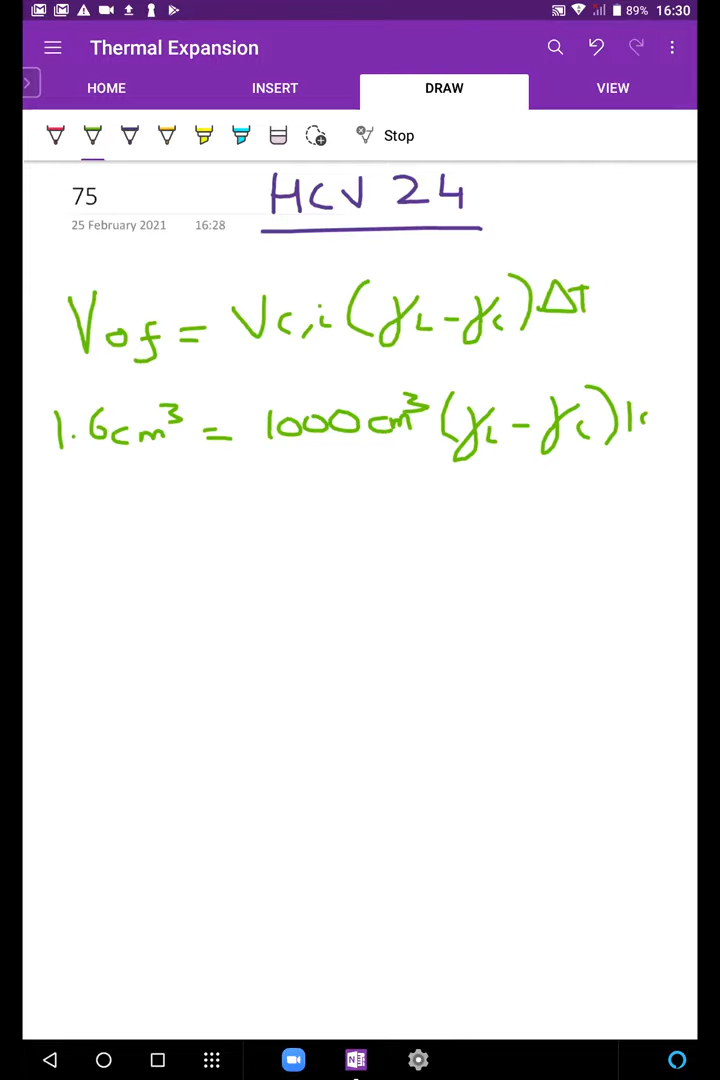 89% 16:30
Thermal Expansion
HOME INSERT DRAW VIEW
Stop
75
HCV 24
25 February 2021 16:28
Vof = Vc,i (γL - γc) ΔT
1.6cm³ = 1000cm³ (γL - γc) 10